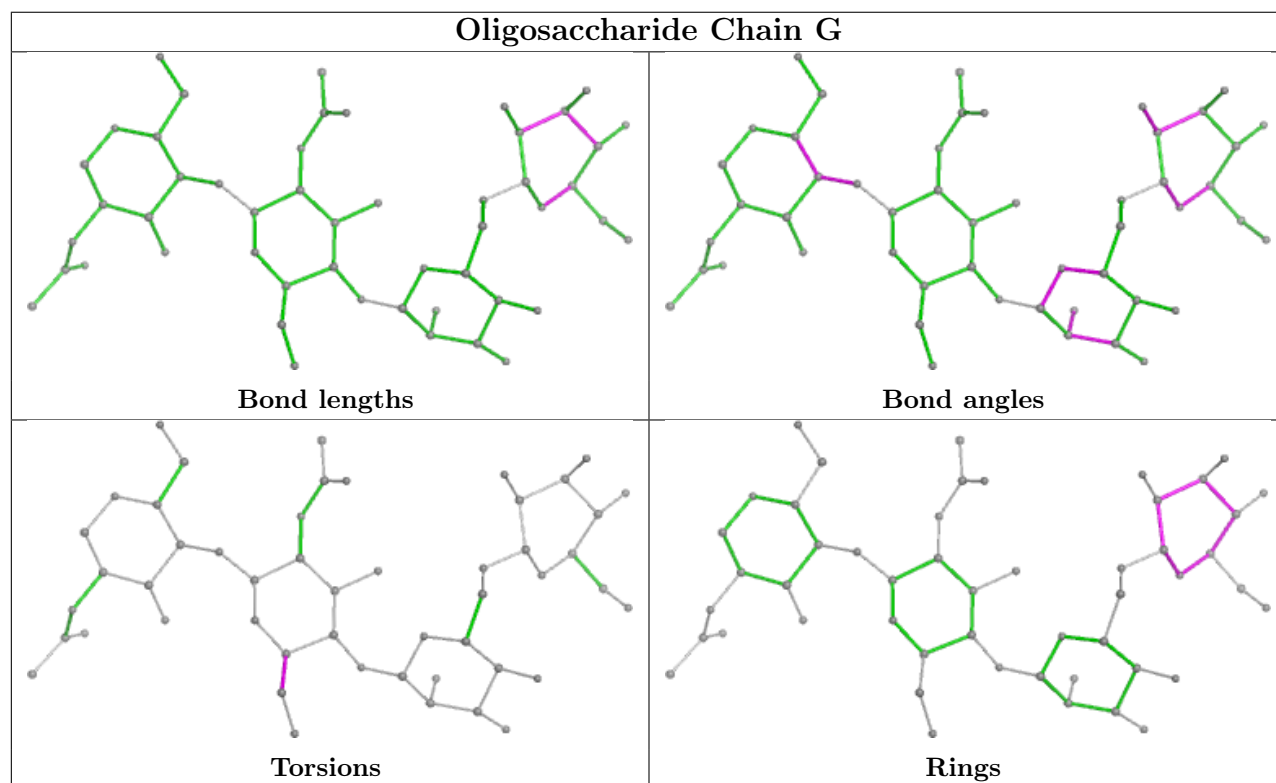 Oligosaccharide Chain G
Bond lengths
Bond angles
Torsions
Rings